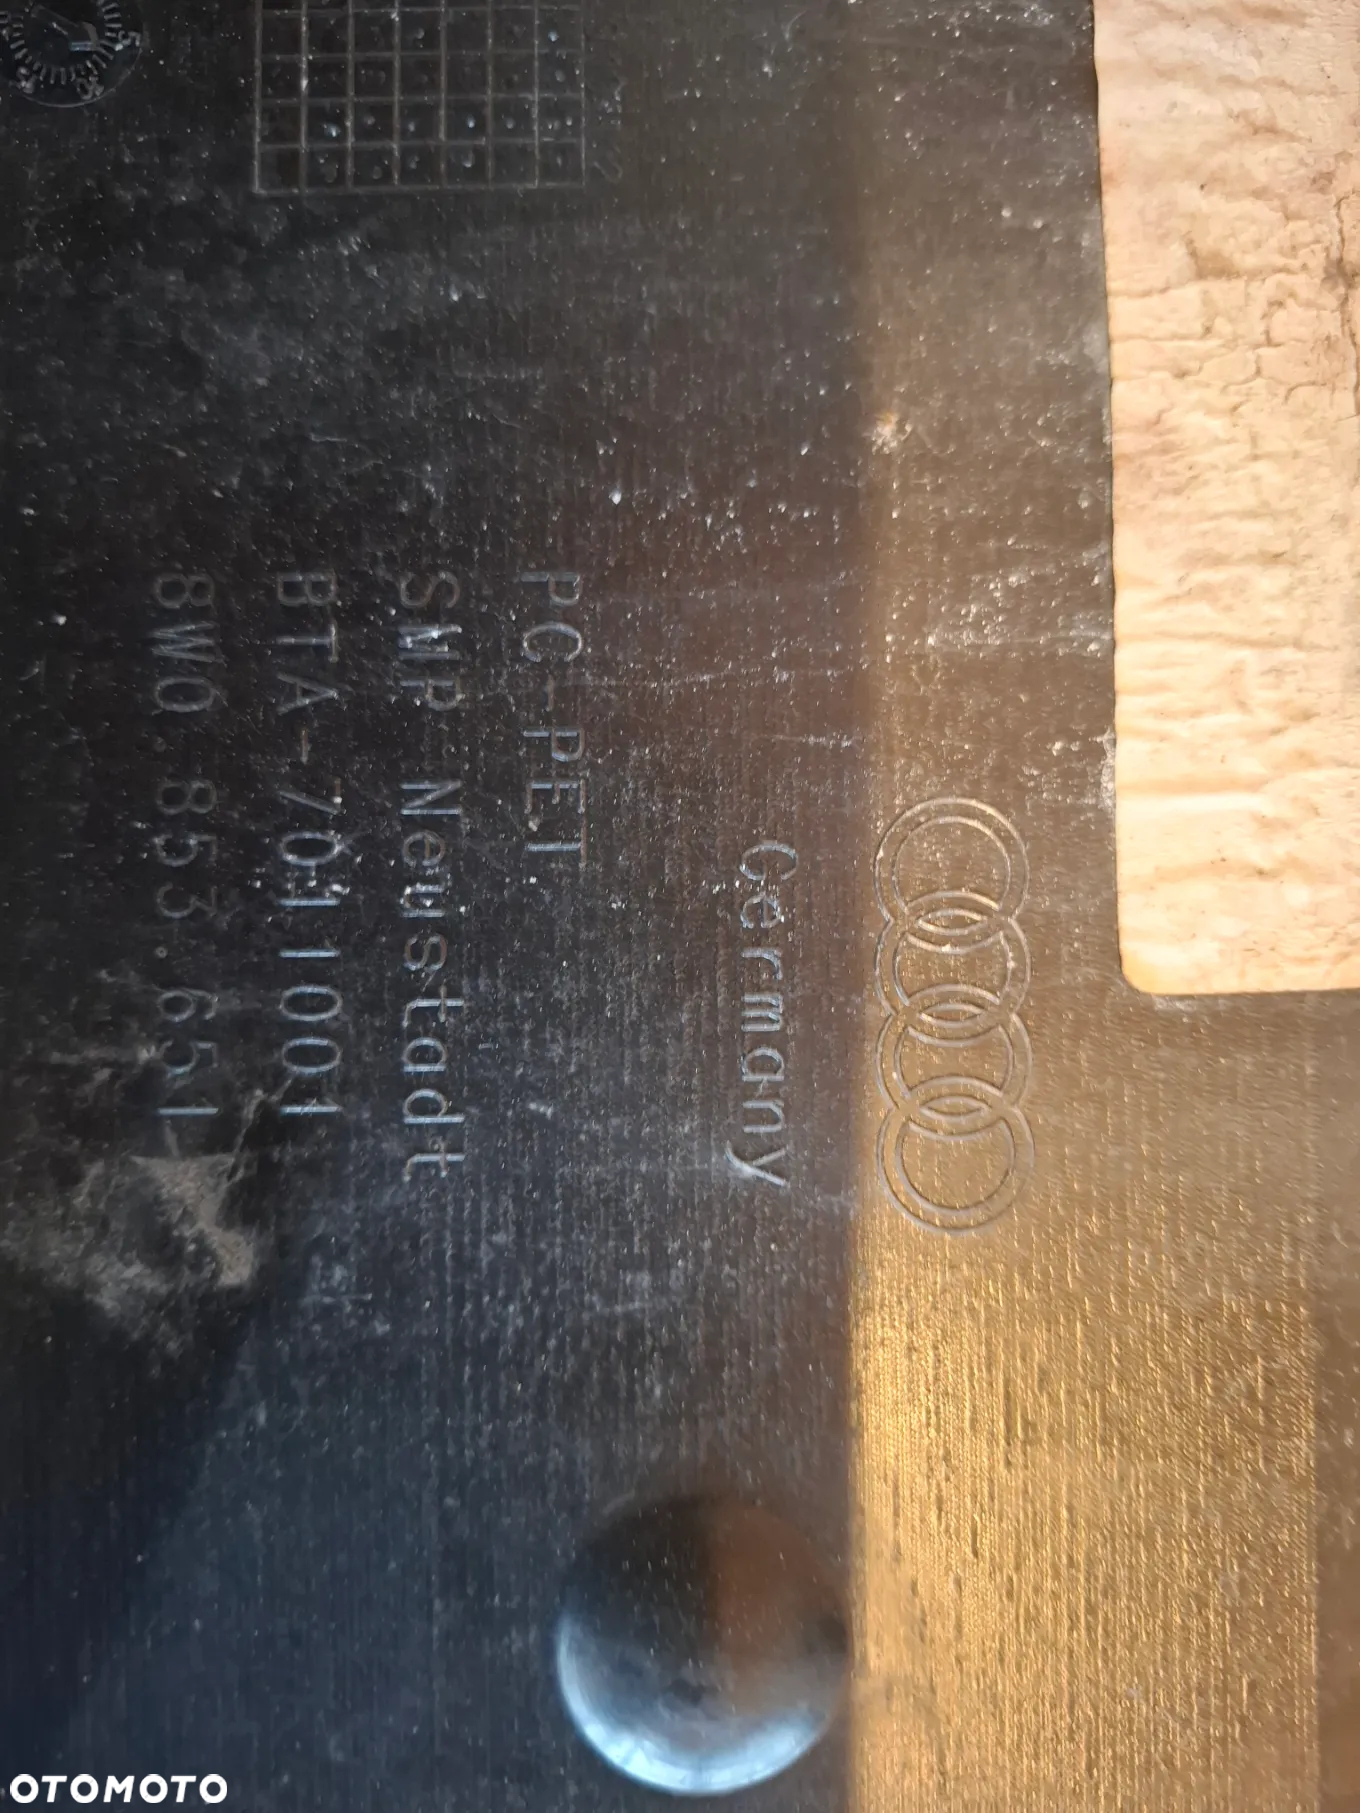 Germany
PC-PET
SMP Neustadt
BTA-7011001
8W0.853.651
OTOMOTO